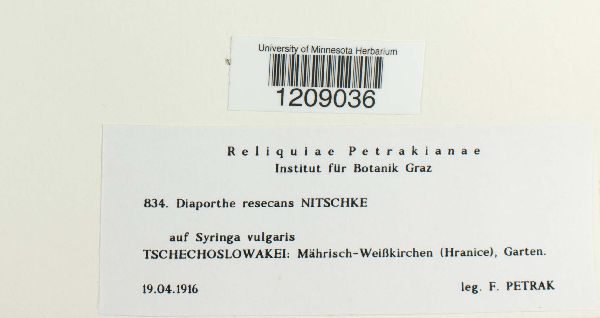 University of Minnesota Herbarium
1209036
Reliquiae Petrakianae
Institut für Botanik Graz
834. Diaporthe resecans NITSCHKE
auf Syringa vulgaris
TSCHECHOSLOWAKEI: Mährisch-Weißkirchen (Hranice), Garten.
19.04.1916 leg. F. PETRAK